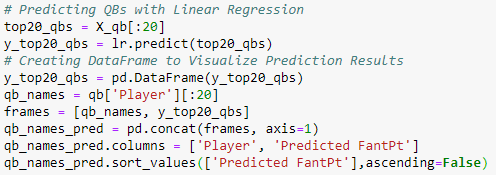 # Predicting QBs with Linear Regression
top20_qbs = X_qb[:20]
y_top20_qbs = lr.predict(top20_qbs)
# Creating DataFrame to Visualize Prediction Results
y_top20_qbs = pd.DataFrame(y_top20_qbs)
qb_names = qb['Player'][:20]
frames = [qb_names, y_top20_qbs]
qb_names_pred = pd.concat(frames, axis=1)
qb_names_pred.columns = ['Player', 'Predicted FantPt']
qb_names_pred.sort_values(['Predicted FantPt'],ascending=False)